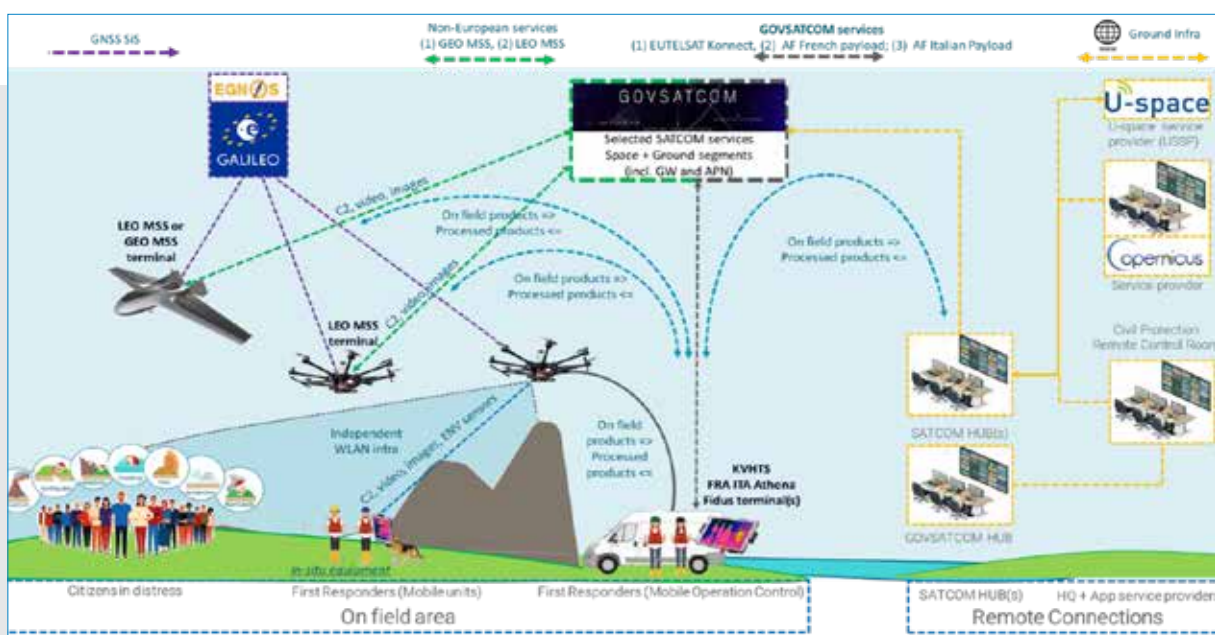 GNSS SiS
Non-European services
(1) GEO MSS, (2) LEO MSS
GOVSATCOM services
(1) EUTELSAT Konnect, (2) AF French payload; (3) AF Italian Payload
Ground Infra
EGNOS
GALILEO
GOVSATCOM
Selected SATCOM services
Space + Ground segments
(incl. GW and APN)
U-space
U-space Service
provider (USSP)
C2, video, images
On field products =>
Processed products <=
On field products =>
Processed products <=
On field products =>
Processed products <=
LEO MSS or
GEO MSS
terminal
C2, video, images
LEO MSS
terminal
Copernicus
Service provider
Civil Protection
Remote Control Room
Independent
WLAN infra
C2, video, images, ENV sensors
On field
products =>
Processed
products <=
KVHTS
FRA ITA Athena
Fidus terminal(s)
SATCOM HUB(s)
GOVSATCOM HUB
in-situ equipment
Citizens in distress
First Responders (Mobile units)
First Responders (Mobile Operation Control)
SATCOM HUB(s)
HQ + App service providers
On field area
Remote Connections